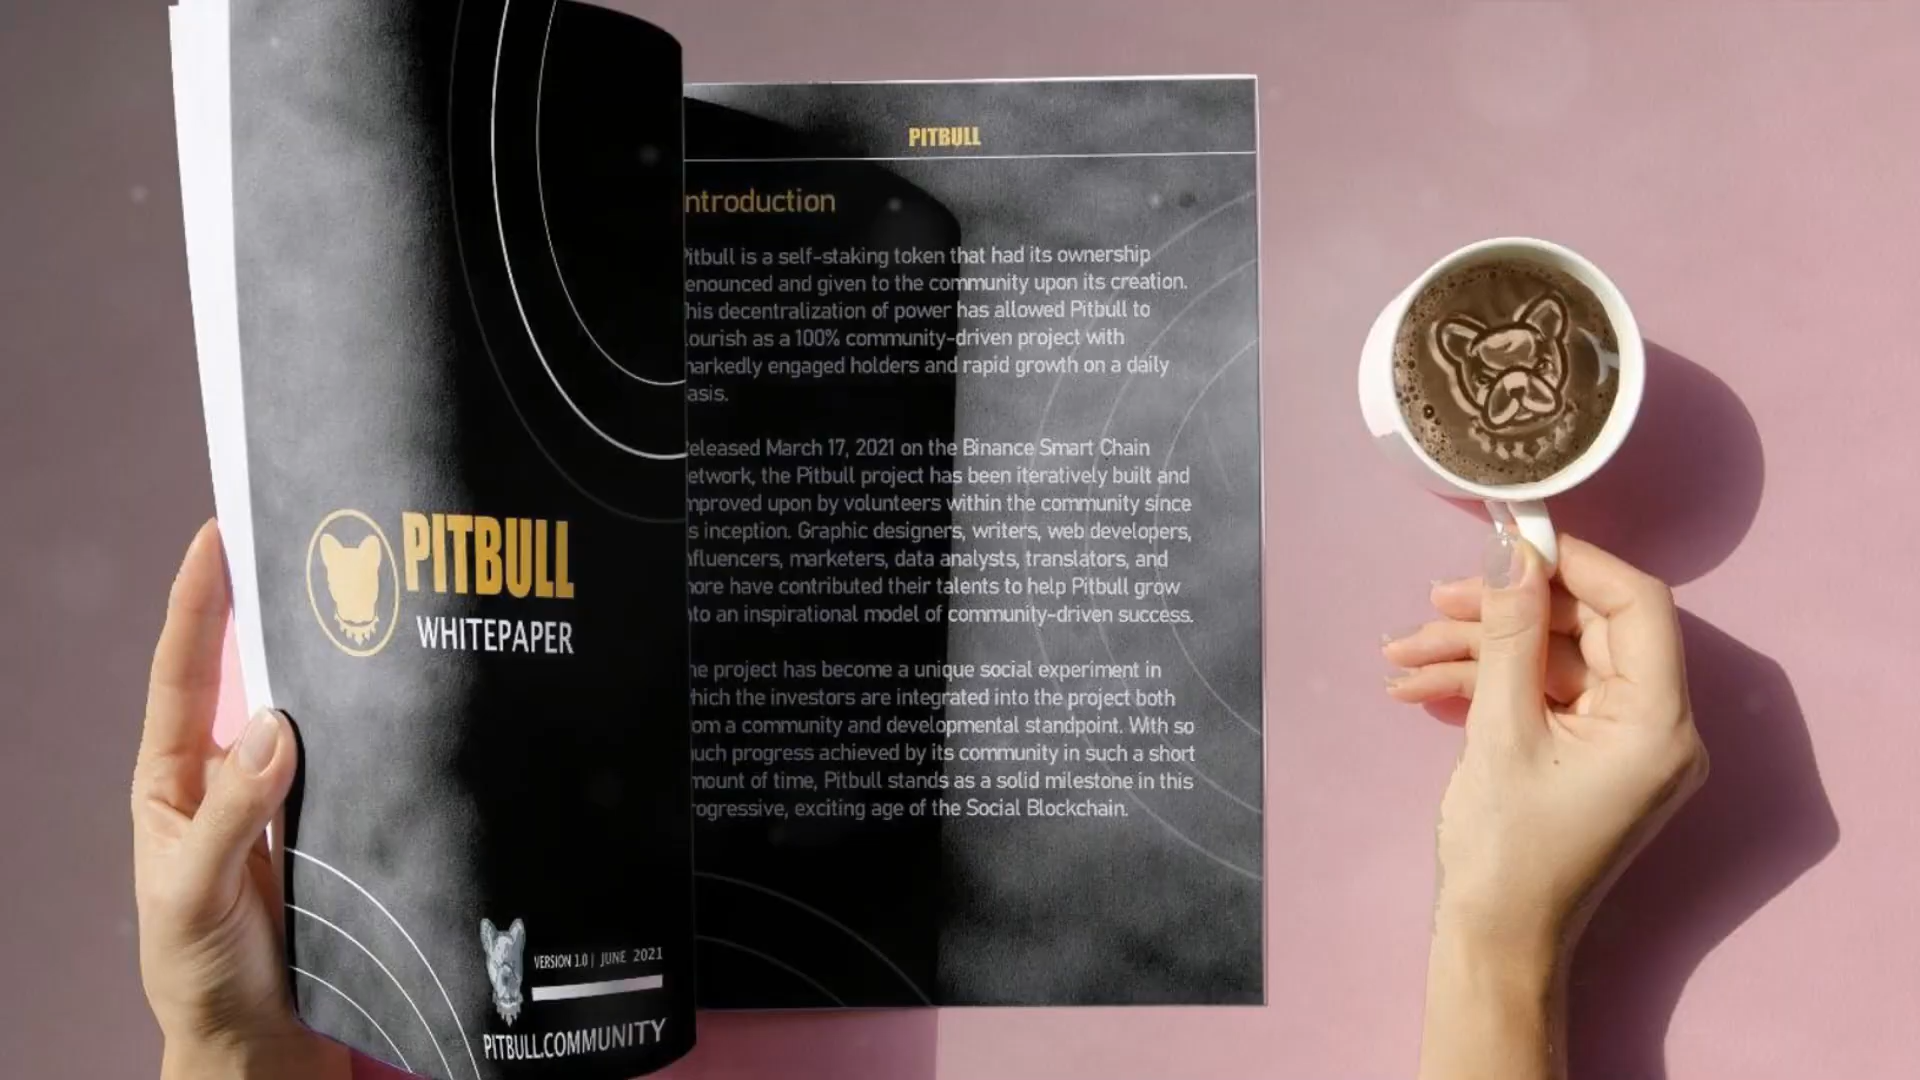 PITBULL
WHITEPAPER
VERSION 1.0 | JUNE 2021
PITBULL.COMMUNITY
PITBULL
ntroduction
Pitbull is a self-staking token that had its ownership
enounced and given to the community upon its creation.
his decentralization of power has allowed Pitbull to
lourish as a 100% community-driven project with
markedly engaged holders and rapid growth on a daily
asis.
eleased March 17, 2021 on the Binance Smart Chain
etwork, the Pitbull project has been iteratively built and
mproved upon by volunteers within the community since
s inception. Graphic designers, writers, web developers,
nfluencers, marketers, data analysts, translators, and
ore have contributed their talents to help Pitbull grow
to an inspirational model of community-driven success.
he project has become a unique social experiment in
hich the investors are integrated into the project both
om a community and developmental standpoint. With so
uch progress achieved by its community in such a short
mount of time, Pitbull stands as a solid milestone in this
rogressive, exciting age of the Social Blockchain.